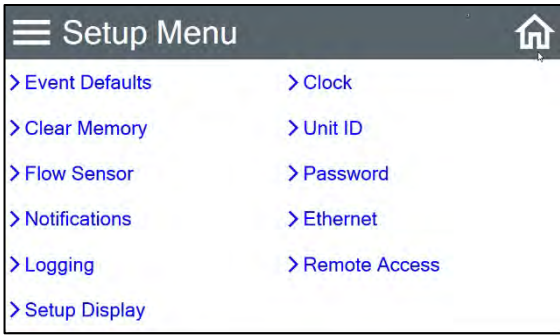 Setup Menu
Event Defaults
Clear Memory
Flow Sensor
Notifications
Logging
Setup Display
Clock
Unit ID
Password
Ethernet
Remote Access